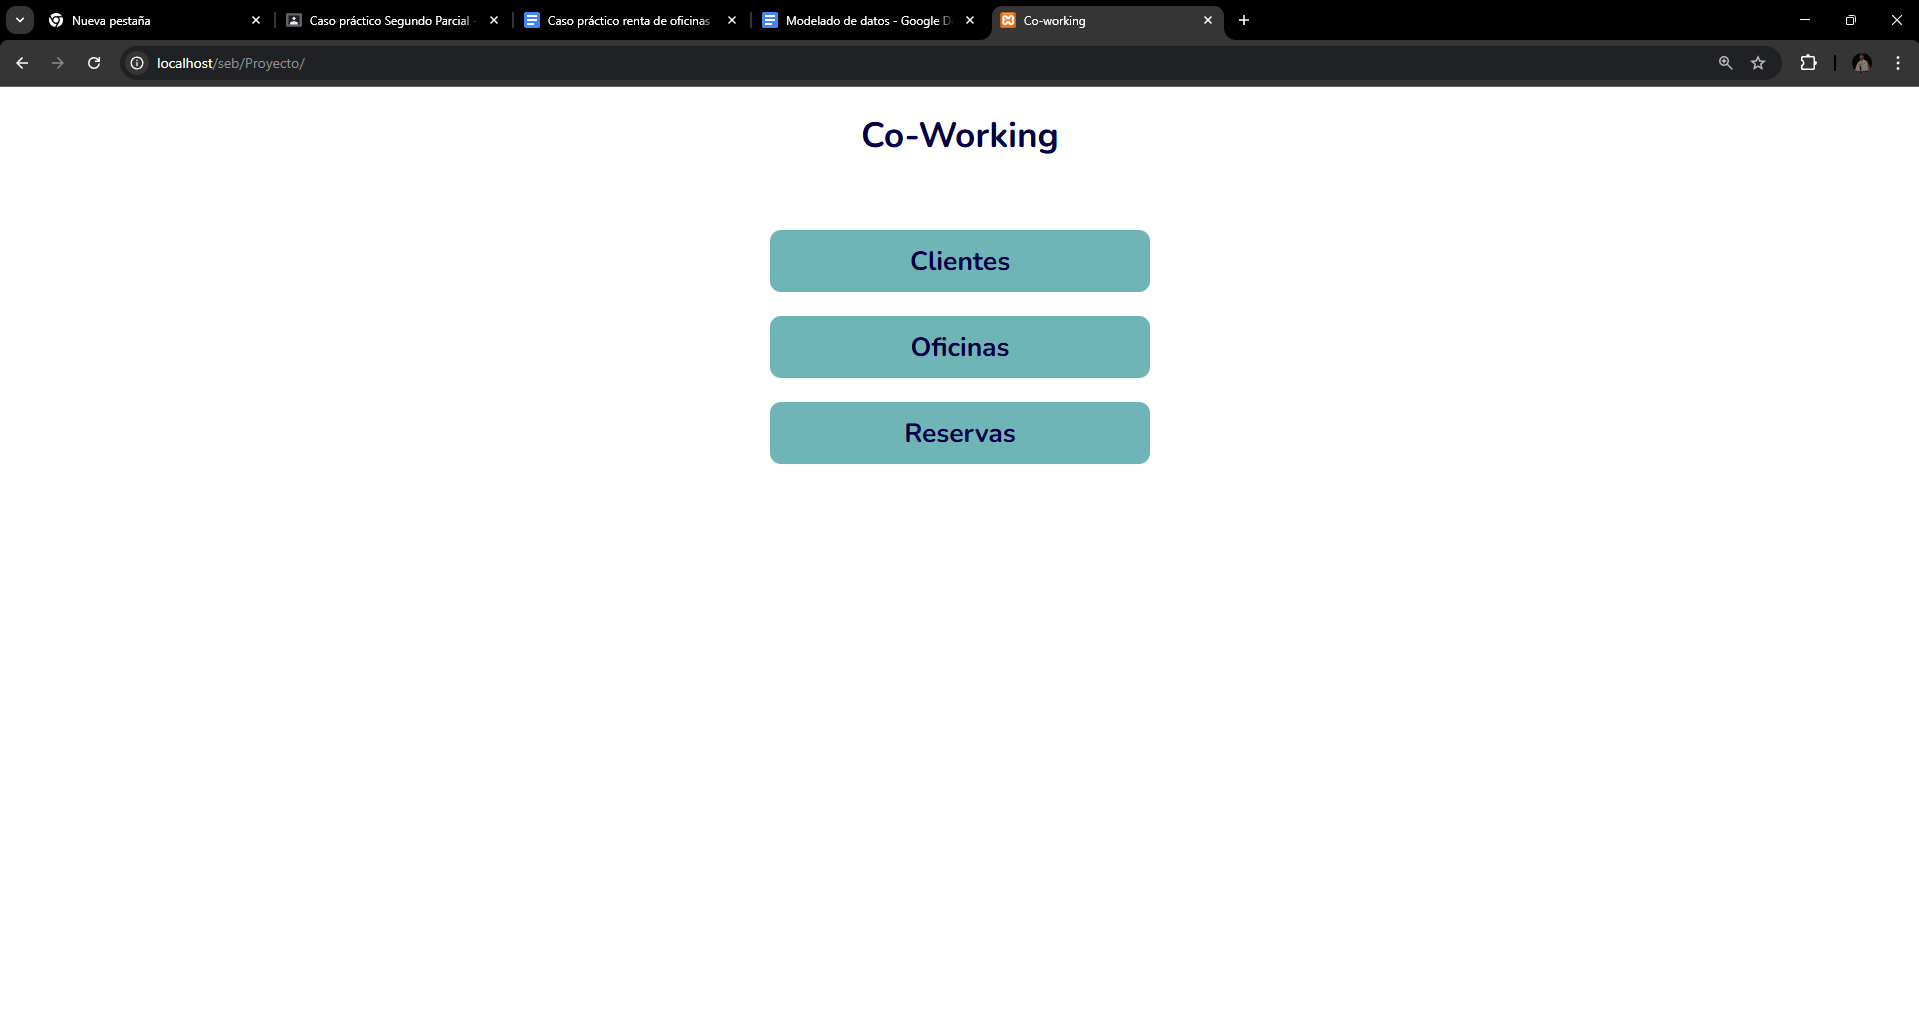 Nueva pestaña
Caso práctico Segundo Parcial -
Caso práctico renta de oficinas
Modelado de datos - Google D
Co-working
localhost/seb/Proyecto/
Co-Working
Clientes
Oficinas
Reservas